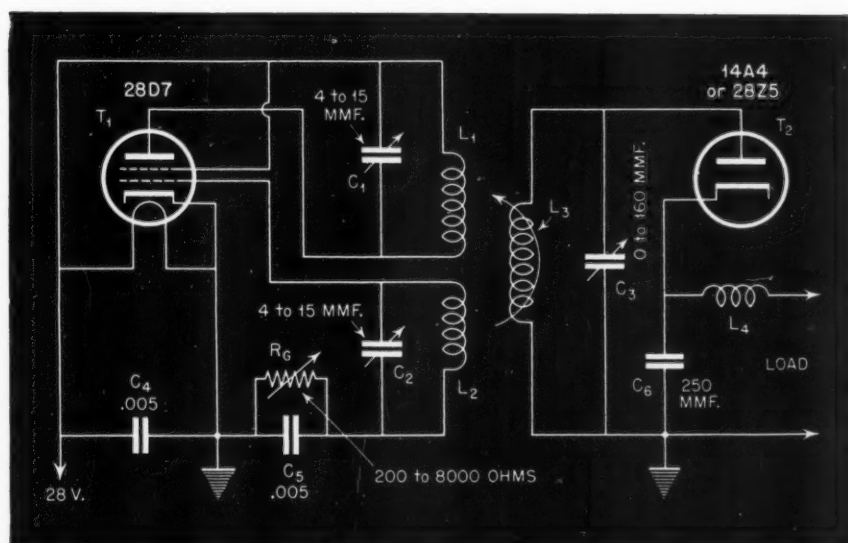 28D7
T₁
4 to 15
MMF.
C₁
L₁
14A4
or 28Z5
T₂
L₃
0 to 160 MMF.
C₃
L₄
LOAD
4 to 15 MMF.
C₂
L₂
R_G
C₆
250
MMF.
C₄
.005
C₅
.005
200 to 8000 OHMS
28 V.